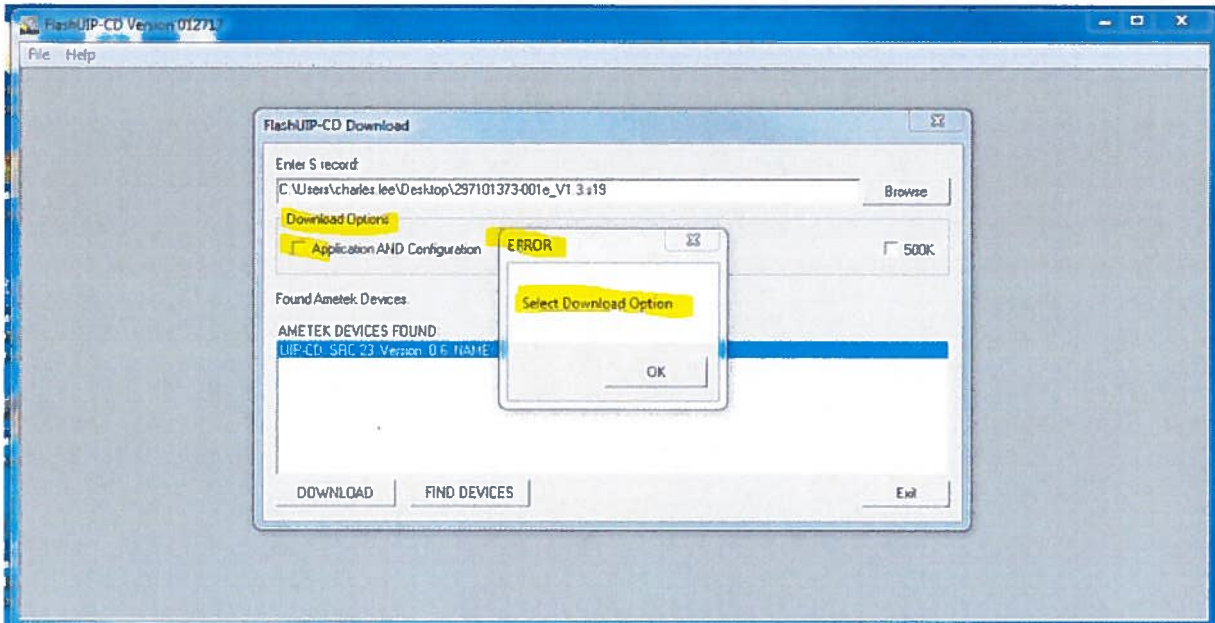 FlashUIP-CD Version 012717
File Help
FlashUIP-CD Download
Enter S record:
C:\Users\charles.lee\Desktop\297101373-001e_V1.3.s19
Browse
Download Options
Application AND Configuration
500K
ERROR
Select Download Option
OK
Found Ametek Devices.
AMETEK DEVICES FOUND:
UIP-CD SRC 23 Version 0.6 NAME
DOWNLOAD
FIND DEVICES
Exit